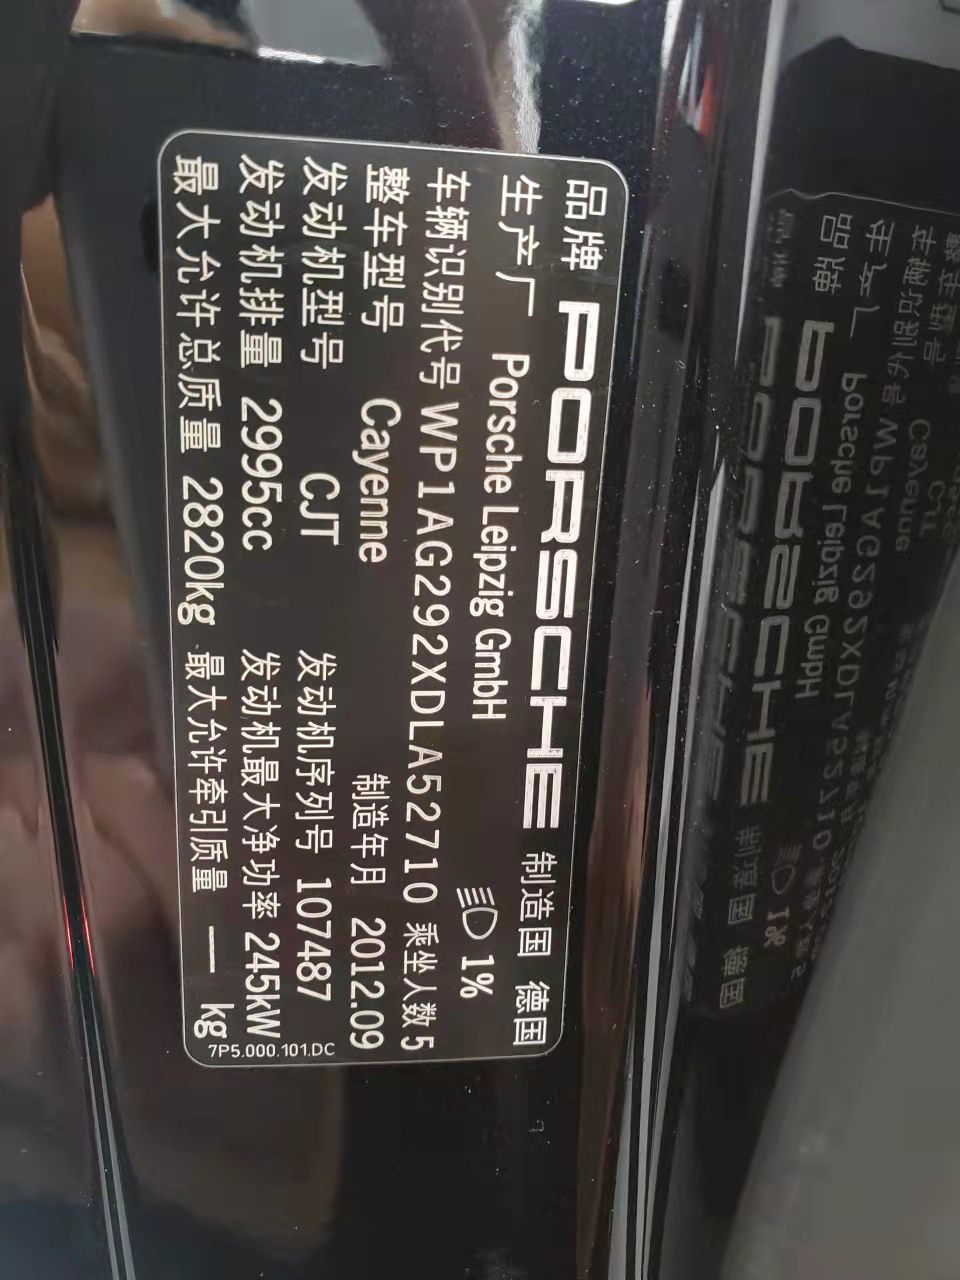 品牌 PORSCHE 制造国 德国
生产厂 Porsche Leipzig GmbH 1%
车辆识别代号 WP1AG292XDLA52710 乘坐人数 5
整车型号 Cayenne 制造年月 2012.09
发动机型号 CJT 发动机序列号 107487
发动机排量 2995cc 发动机最大净功率 245kW
最大允许总质量 2820kg 最大允许牵引质量 — kg
7P5.000.101.DC